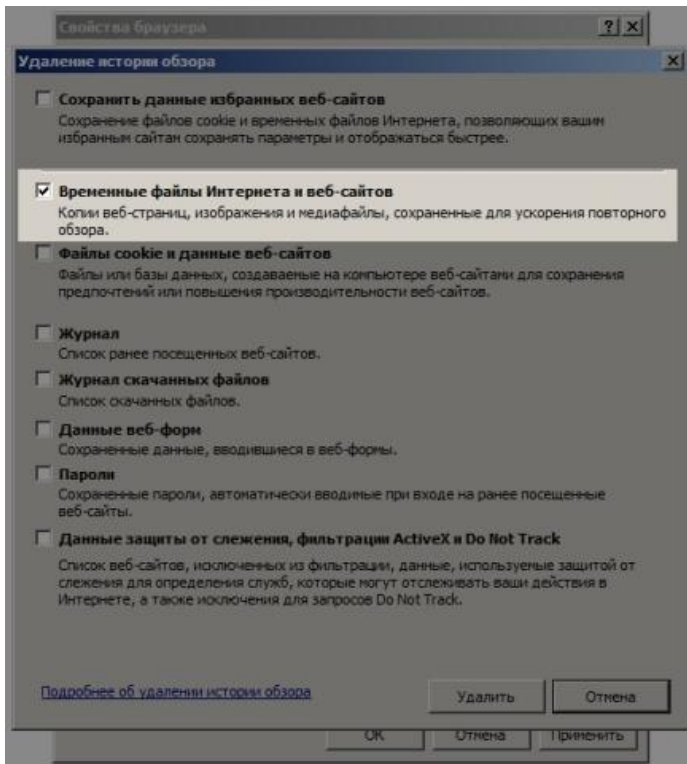 Свойства браузера
Удаление истории обзора
Сохранить данные избранных веб-сайтов
Сохранение файлов cookie и временных файлов Интернета, позволяющих вашим
избранным сайтам сохранять параметры и отображаться быстрее.
Временные файлы Интернета и веб-сайтов
Копии веб-страниц, изображения и медиафайлы, сохраненные для ускорения повторного
обзора.
Файлы cookie и данные веб-сайтов
Файлы или базы данных, создаваемые на компьютере веб-сайтами для сохранения
предпочтений или повышения производительности веб-сайтов.
Журнал
Список ранее посещенных веб-сайтов.
Журнал скачанных файлов
Список скачанных файлов.
Данные веб-форм
Сохраненные данные, вводившиеся в веб-формы.
Пароли
Сохраненные пароли, автоматически вводимые при входе на ранее посещенные
веб-сайты.
Данные защиты от слежения, фильтрации ActiveX и Do Not Track
Список веб-сайтов, исключенных из фильтрации, данные, используемые защитой от
слежения для определения служб, которые могут отслеживать ваши действия в
Интернете, а также исключения для запросов Do Not Track.
Подробнее об удалении истории обзора
Удалить
Отмена
OK
Отмена
Применить